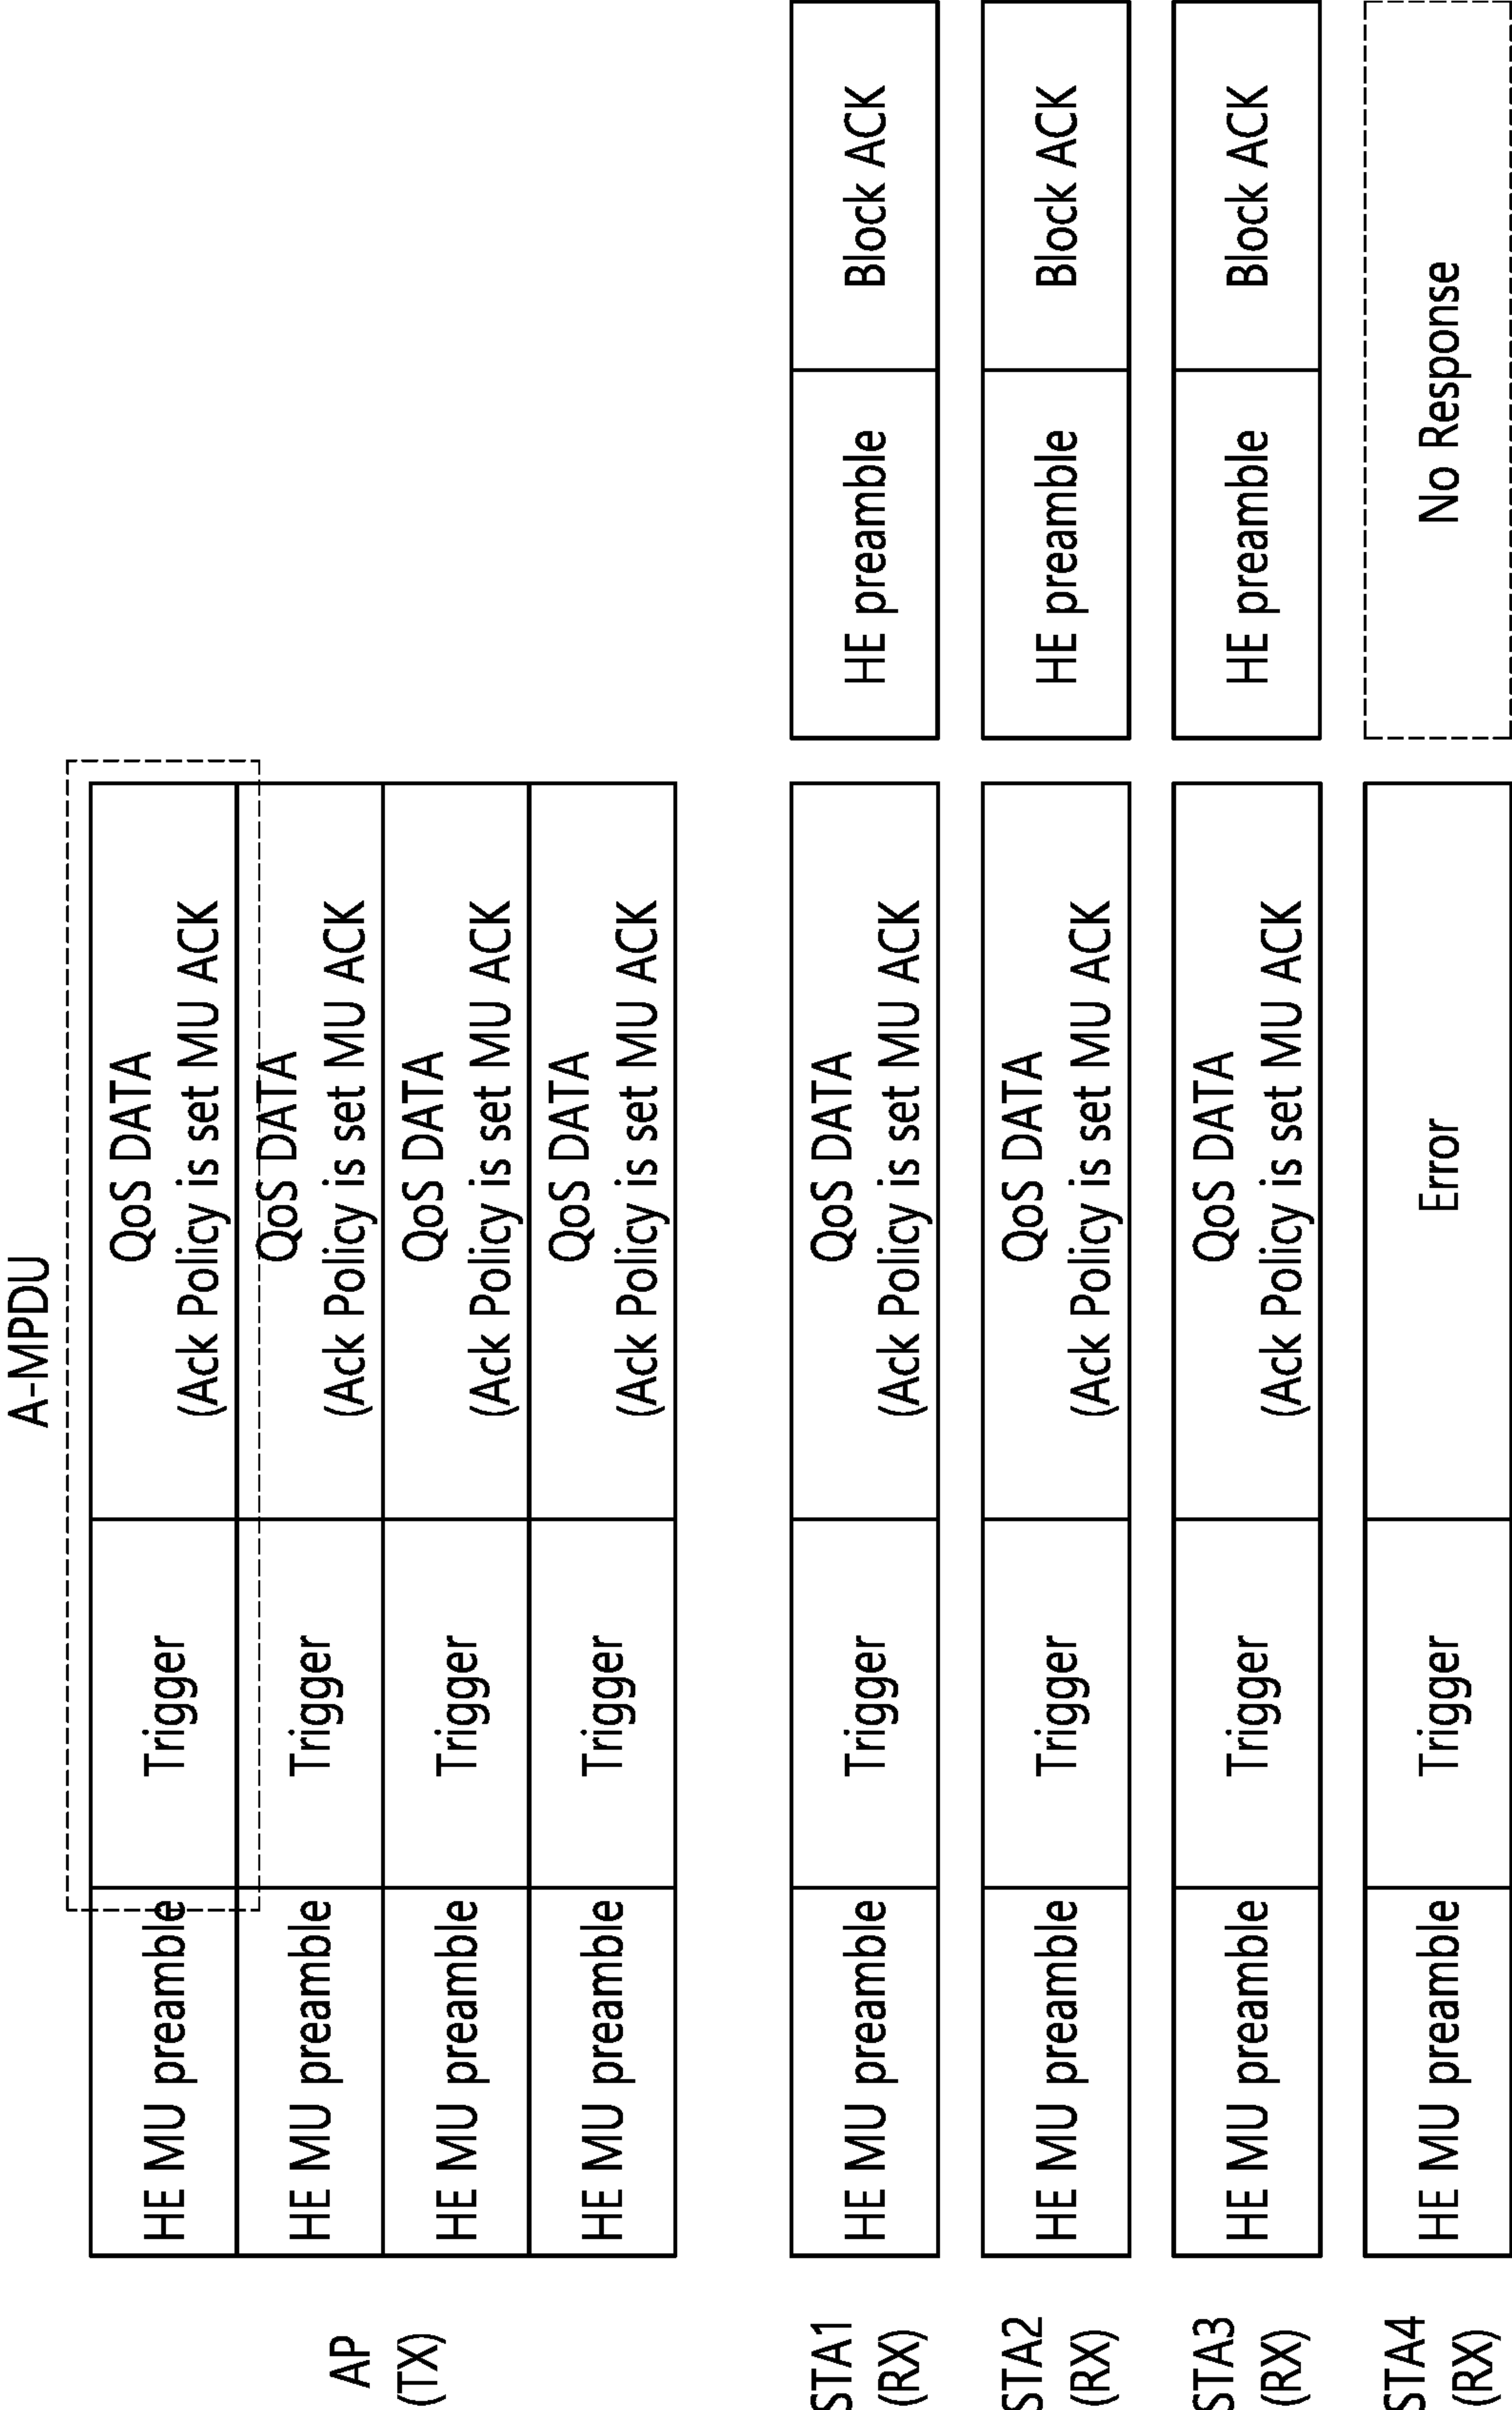 A-MPDU
AP
(TX)
HE MU preamble
Trigger
QoS DATA
(Ack Policy is set MU ACK
HE MU preamble
Trigger
QoS DATA
(Ack Policy is set MU ACK
HE MU preamble
Trigger
QoS DATA
(Ack Policy is set MU ACK
HE MU preamble
Trigger
QoS DATA
(Ack Policy is set MU ACK
STA1
(RX)
HE MU preamble
Trigger
QoS DATA
(Ack Policy is set MU ACK
HE preamble
Block ACK
STA2
(RX)
HE MU preamble
Trigger
QoS DATA
(Ack Policy is set MU ACK
HE preamble
Block ACK
STA3
(RX)
HE MU preamble
Trigger
QoS DATA
(Ack Policy is set MU ACK
HE preamble
Block ACK
STA4
(RX)
HE MU preamble
Trigger
Error
No Response